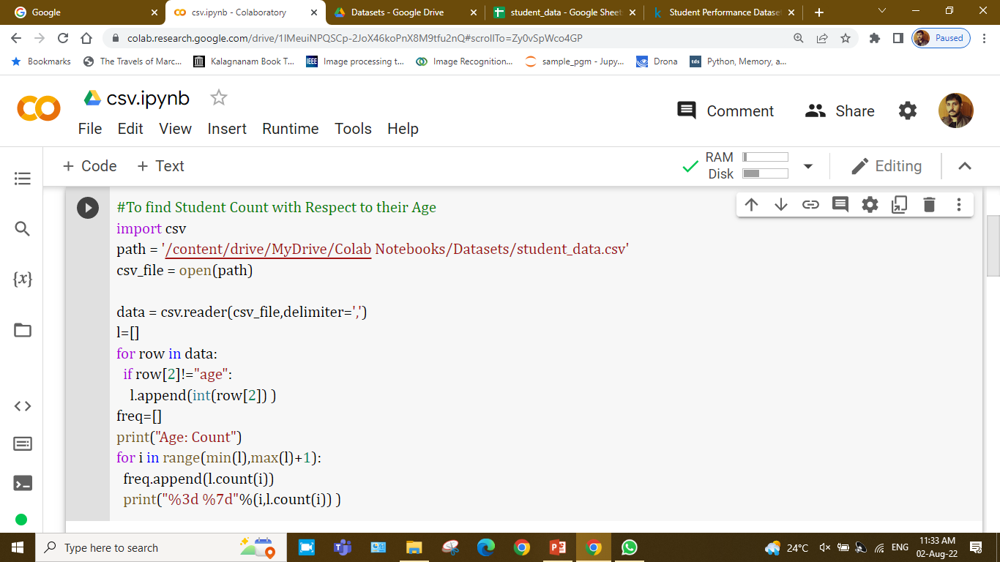 Google
csv.ipynb - Colaboratory
Datasets - Google Drive
student_data - Google Sheets
Student Performance Dataset
colab.research.google.com/drive/1IMeuiNPQSCp-2JoX46koPnX8M9tfu2nQ#scrollTo=Zy0vSpWco4GP
Paused
Bookmarks
The Travels of Marc...
Kalagnanam Book T...
IEEE
Image processing t...
Image Recognition...
sample_pgm - Jupy...
Drona
tds
Python, Memory, a...
csv.ipynb
Comment
Share
File Edit View Insert Runtime Tools Help
+ Code + Text
RAM
Disk
Editing
#To find Student Count with Respect to their Age
import csv
path = '/content/drive/MyDrive/Colab Notebooks/Datasets/student_data.csv'
csv_file = open(path)
data = csv.reader(csv_file,delimiter=',')
l=[]
for row in data:
  if row[2]!="age":
    l.append(int(row[2]) )
freq=[]
print("Age: Count")
for i in range(min(l),max(l)+1):
  freq.append(l.count(i))
  print("%3d %7d"%(i,l.count(i)) )
{x}
Type here to search
24°C
ENG
11:33 AM
02-Aug-22